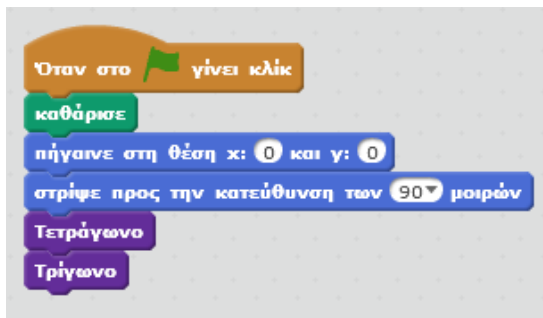 Όταν στο γίνει κλίκ
καθάρισε
πήγαινε στη θέση x: 0 και y: 0
στρίψε προς την κατεύθυνση των 90 μοιρών
Τετράγωνο
Τρίγωνο